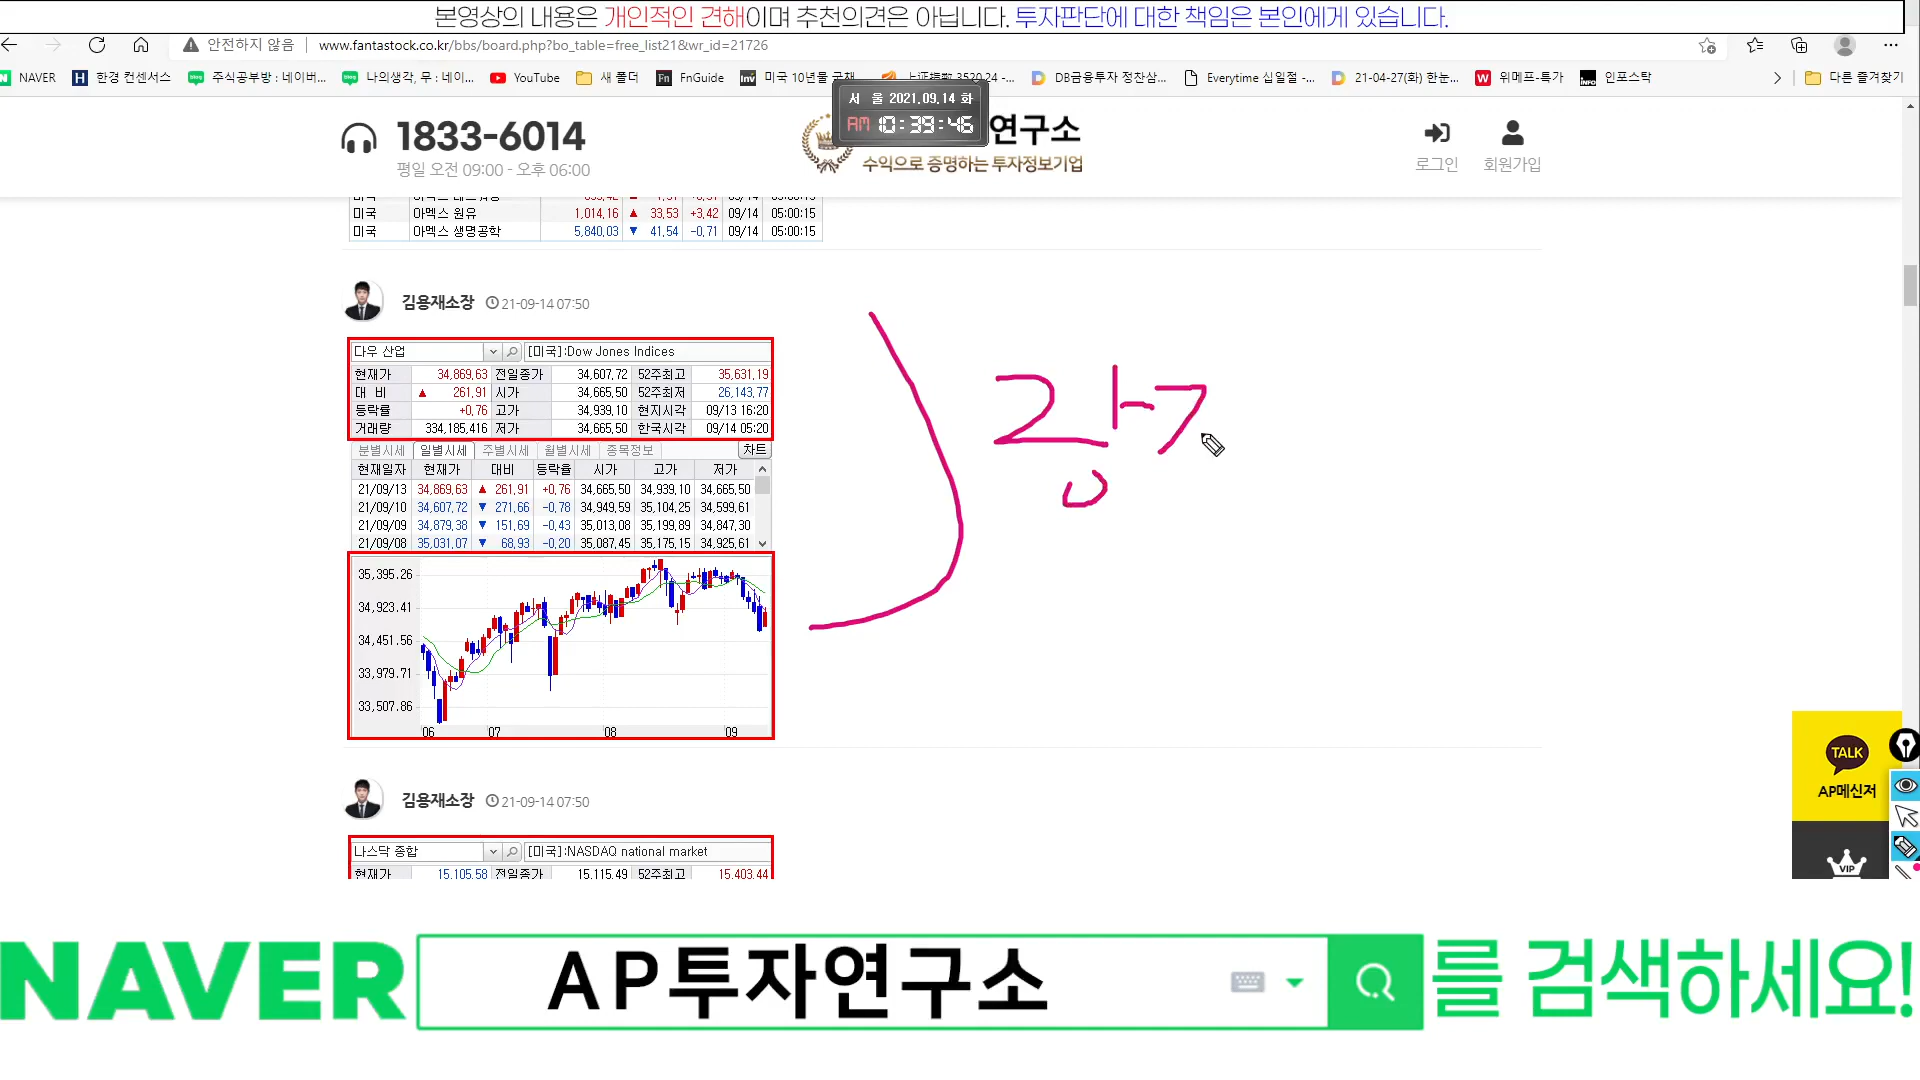 본영상의 내용은 개인적인 견해이며 추천의견은 아닙니다. 투자판단에 대한 책임은 본인에게 있습니다.
안전하지 않음 www.fantastock.co.kr/bbs/board.php?bo_table=free_list21&wr_id=21726
NAVER 한경 컨센서스 주식공부방 : 네이버... 나의생각, 무 : 네이... YouTube 새 폴더 FnGuide 미국 10년물 국채 상승 3520.24 -... DB금융투자 정찬삼... Everytime 십일절 -... 21-04-27(화) 한눈... 위메프-특가 인포스탁 다른 즐겨찾기
서 울 2021.09.14 화
AM 10:39:46
1833-6014
평일 오전 09:00 - 오후 06:00
연구소
수익으로 증명하는 투자정보기업
로그인 회원가입
미국 아멕스 원유 1,014.16 ▲ 33.53 +3.42 09/14 05:00:15
미국 아멕스 생명공학 5,840.03 ▼ 41.54 -0.71 09/14 05:00:15
김용재소장 21-09-14 07:50
다우 산업 [미국]:Dow Jones Indices
현재가 34,869.63 전일종가 34,607.72 52주최고 35,631.19
대 비 ▲ 261.91 시가 34,665.50 52주최저 26,143.77
등락률 +0.76 고가 34,939.10 현지시각 09/13 16:20
거래량 334,185,416 저가 34,665.50 한국시각 09/14 05:20
분별시세 일별시세 주별시세 월별시세 종목정보 차트
현재일자 현재가 대비 등락률 시가 고가 저가
21/09/13 34,869.63 ▲ 261.91 +0.76 34,665.50 34,939.10 34,665.50
21/09/10 34,607.72 ▼ 271.66 -0.78 34,949.59 35,104.25 34,599.61
21/09/09 34,879.38 ▼ 151.69 -0.43 35,013.08 35,199.89 34,847.30
21/09/08 35,031.07 ▼ 68.93 -0.20 35,087.45 35,175.15 34,925.61
35,395.26
34,923.41
34,451.56
33,979.71
33,507.86
06 07 08 09
김용재소장 21-09-14 07:50
나스닥 종합 [미국]:NASDAQ national market
현재가 15,105.58 전일종가 15,115.49 52주최고 15,403.44
TALK
AP메신저
VIP
NAVER AP투자연구소 를 검색하세요!